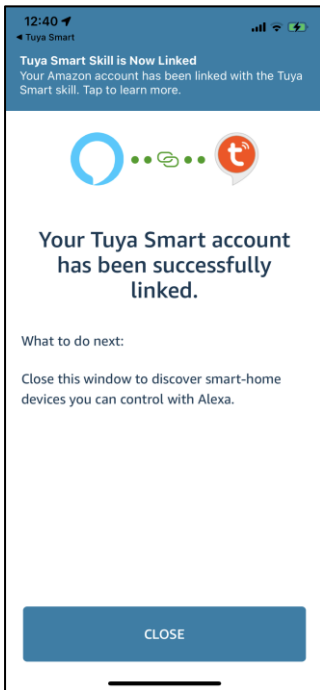 12:40
◀ Tuya Smart
Tuya Smart Skill is Now Linked
Your Amazon account has been linked with the Tuya
Smart skill. Tap to learn more.
Your Tuya Smart account
has been successfully
linked.
What to do next:
Close this window to discover smart-home
devices you can control with Alexa.
CLOSE